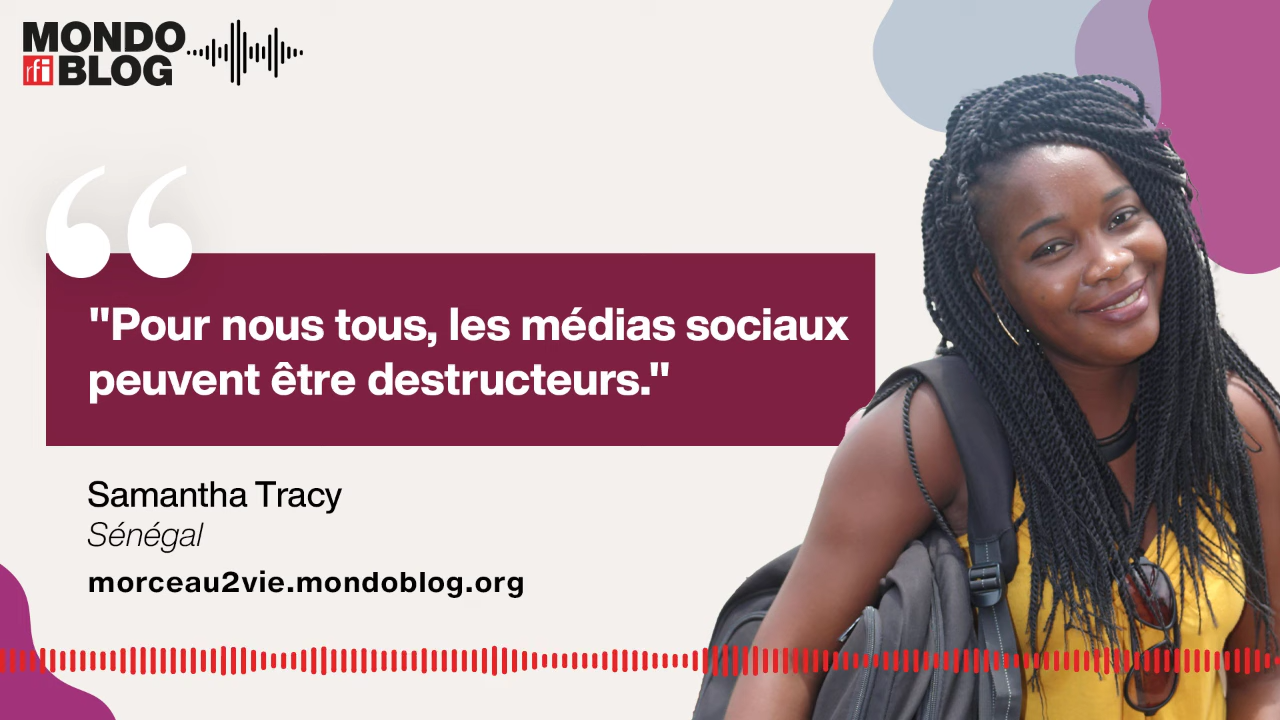 MONDO
rfi BLOG
"Pour nous tous, les médias sociaux
peuvent être destructeurs."
Samantha Tracy
Sénégal
morceau2vie.mondoblog.org